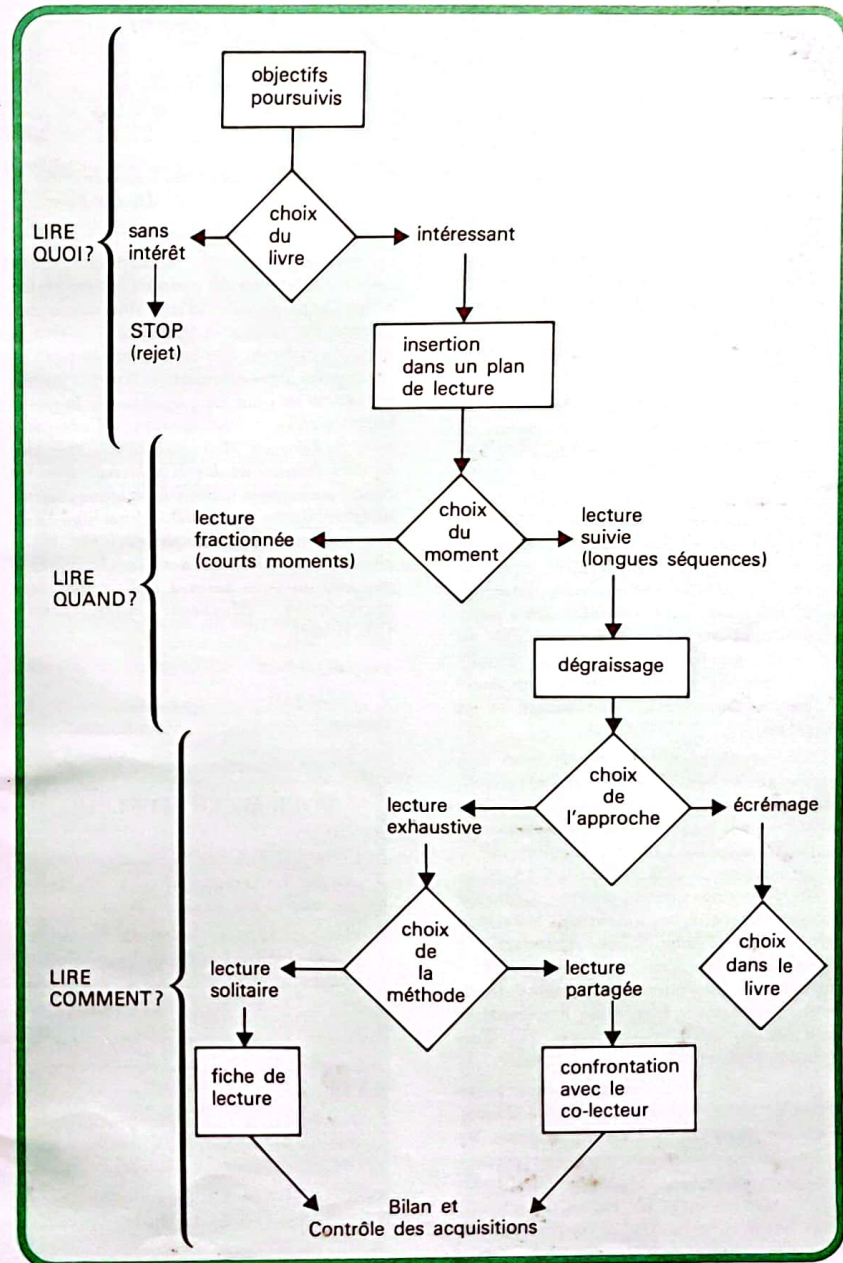 objectifs
poursuivis
LIRE
QUOI?
sans
intérêt
choix
du
livre
intéressant
STOP
(rejet)
insertion
dans un plan
de lecture
LIRE
QUAND?
lecture
fractionnée
(courts moments)
choix
du
moment
lecture
suivie
(longues séquences)
dégraissage
LIRE
COMMENT?
lecture
exhaustive
choix
de
l'approche
écrémage
lecture
solitaire
choix
de
la
méthode
lecture
partagée
choix
dans le
livre
fiche de
lecture
confrontation
avec le
co-lecteur
Bilan et
Contrôle des acquisitions